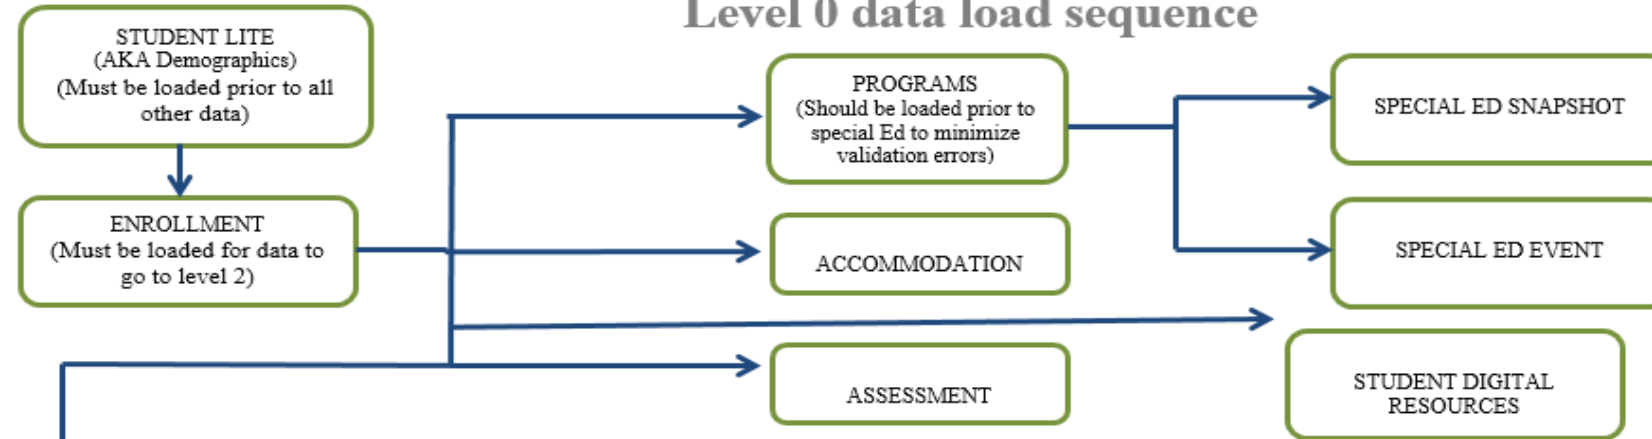 Level 0 data load sequence
STUDENT LITE
(AKA Demographics)
(Must be loaded prior to all
other data)
ENROLLMENT
(Must be loaded for data to
go to level 2)
PROGRAMS
(Should be loaded prior to
special Ed to minimize
validation errors)
ACCOMMODATION
ASSESSMENT
SPECIAL ED SNAPSHOT
SPECIAL ED EVENT
STUDENT DIGITAL
RESOURCES